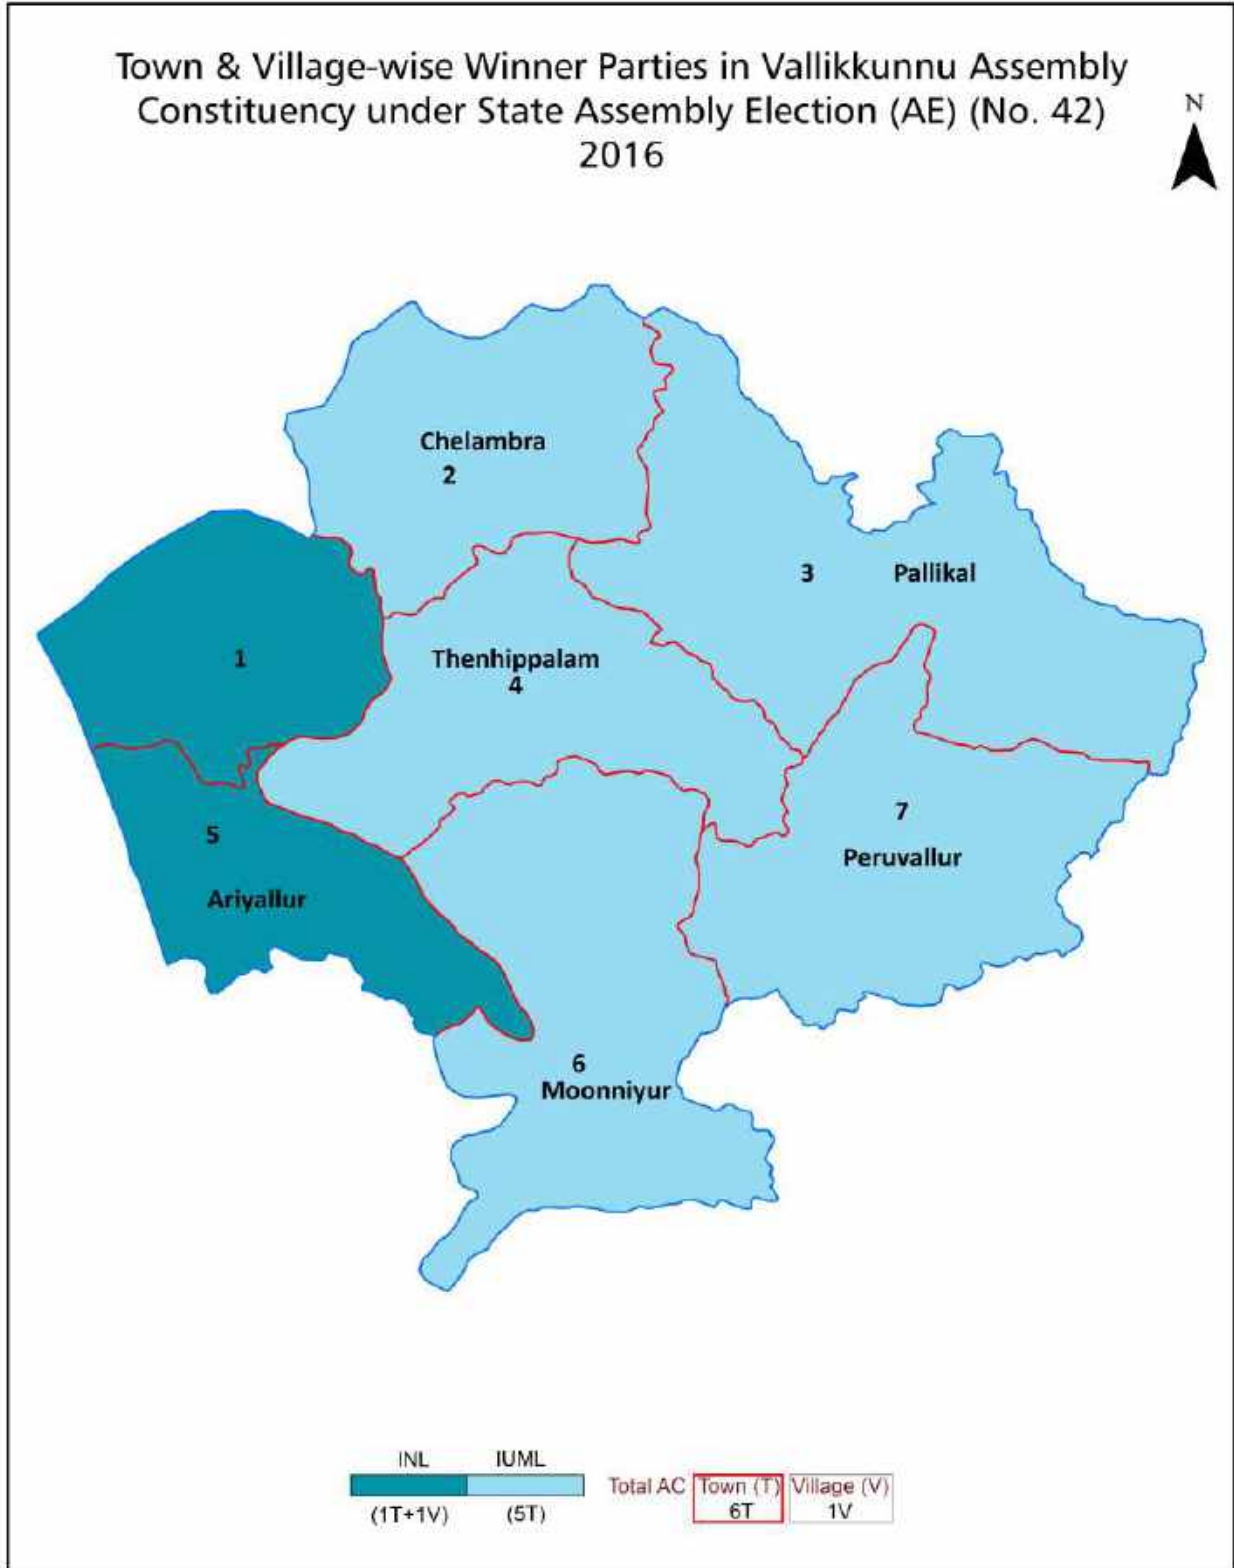 Town & Village-wise Winner Parties in Vallikkunnu Assembly
Constituency under State Assembly Election (AE) (No. 42)
2016
N
Chelambra
2
3 Pallikal
1
Thenhippalam
4
7
5
Peruvallur
Ariyallur
6
Moonniyur
INL IUML
Total AC Town (T) Village (V)
(1T+1V) (5T) 6T 1V